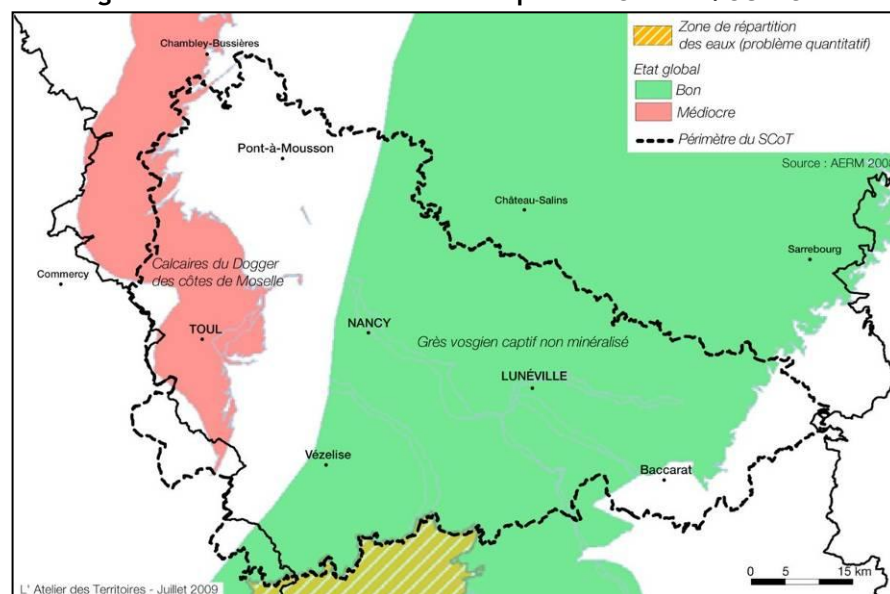 Chambley-Bussières
Zone de répartition
des eaux (problème quantitatif)
Etat global
Bon
Médiocre
Périmètre du SCoT
Pont-à-Mousson
Source : AERM 2008
Château-Salins
Sarrebourg
Commercy
Calcaires du Dogger
des côtes de Moselle
TOUL
NANCY
Grès vosgien captif non minéralisé
LUNÉVILLE
Vézelise
Baccarat
0 5 15 km
L' Atelier des Territoires - Juillet 2009